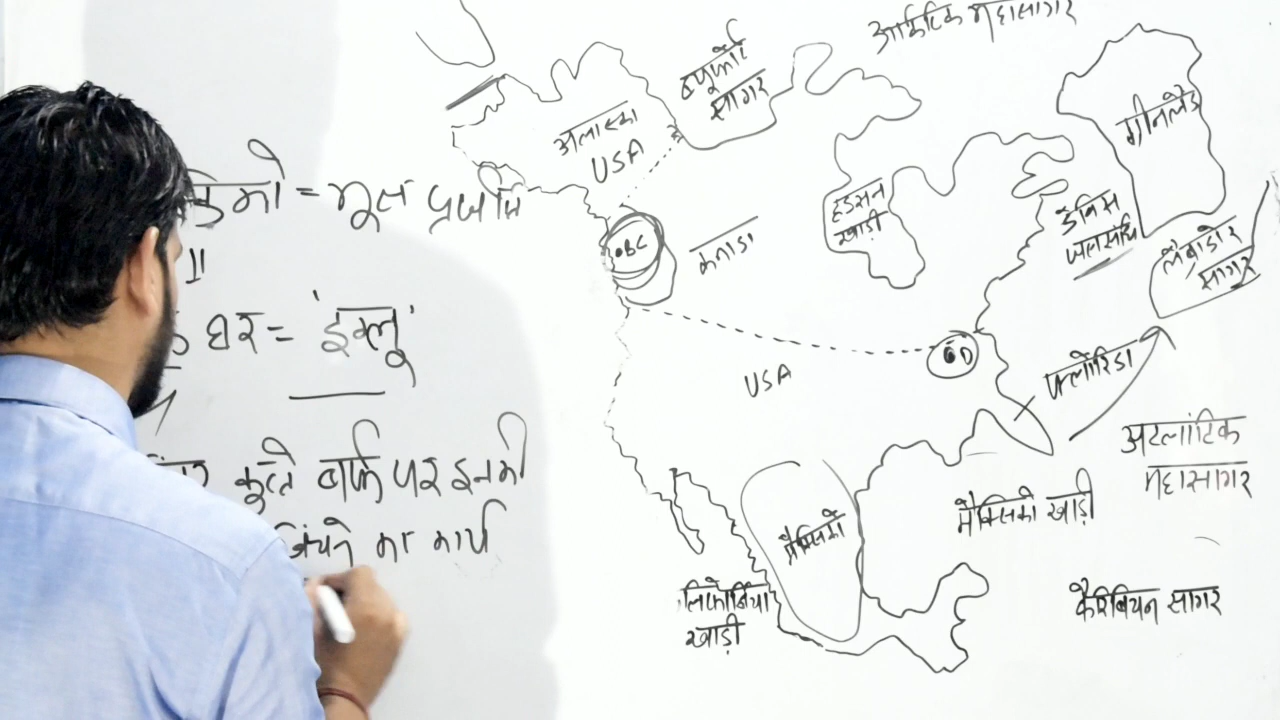 = मूल प्रजाति
घर = 'इग्लू'
कुत्ते बर्फ पर इनकी
का कार्य
आर्कटिक महासागर
ब्यूफोर्ट
सागर
अलास्का
USA
ग्रीनलैंड
हडसन
खाड़ी
डेविस
जलसंधि
लेब्राडोर
सागर
BC
कनाडा
USA
फ्लोरिडा
अटलांटिक
महासागर
मैक्सिको
मैक्सिको खाड़ी
खाड़ी
कैरिबियन सागर